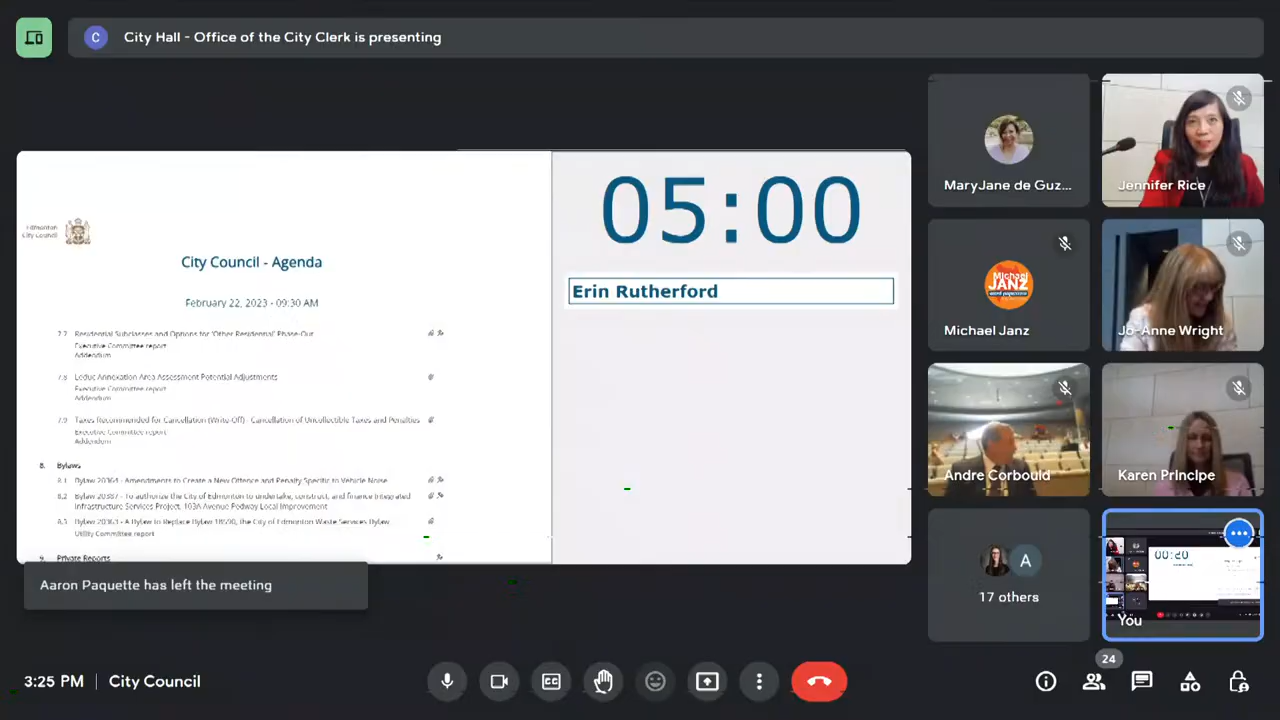 C City Hall - Office of the City Clerk is presenting
Edmonton
City Council
City Council - Agenda
February 22, 2023 - 09:30 AM
7.7 Residential Subclasses and Options for 'Other Residential' Phase-Out
Executive Committee report
Addendum
7.8 Leduc Annexation Area Assessment Potential Adjustments
Executive Committee report
Addendum
7.9 Taxes Recommended for Cancellation (Write-Off) - Cancellation of Uncollectible Taxes and Penalties
Executive Committee report
Addendum
8. Bylaws
8.1 Bylaw 20364 - Amendments to Create a New Offence and Penalty Specific to Vehicle Noise
8.2 Bylaw 20387 - To authorize the City of Edmonton to undertake, construct, and finance Integrated
Infrastructure Services Project, 103A Avenue Pedway Local Improvement
8.3 Bylaw 20363 - A Bylaw to Replace Bylaw 18590, the City of Edmonton Waste Services Bylaw
Utility Committee report
9. Private Reports
05:00
Erin Rutherford
MaryJane de Guz...
Jennifer Rice
Michael
JANZ
Michael Janz
Jo-Anne Wright
Andre Corbould
Karen Principe
A
17 others
00:50
You
Aaron Paquette has left the meeting
3:25 PM | City Council
24